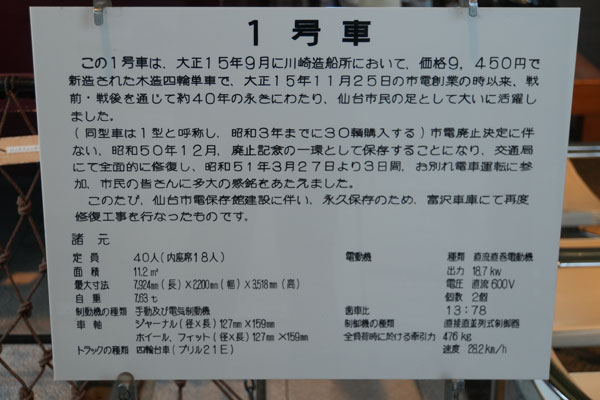 1号車
この1号車は、大正15年9月に川崎造船所において、価格9,450円で
新造された木造四輪単車で、大正15年11月25日の市電創業の時以来、戦
前・戦後を通じて約40年の永きにわたり、仙台市民の足として大いに活躍し
ました。
(同型車は1型と呼称し、昭和3年までに30輌購入する)市電廃止決定に伴
ない、昭和50年12月、廃止記念の一環として保存することになり、交通局
にて全面的に修復し、昭和51年3月27日より3日間、お別れ電車運転に参
加、市民の皆さんに多大の感銘をあたえました。
このたび、仙台市電保存館建設に伴い、永久保存のため、富沢車庫にて再度
修復工事を行なったものです。
諸元
定員 40人(内座席18人)
面積 11.2㎡
最大寸法 7,924mm(長)×2200mm(幅)×3,518mm(高)
自重 7.63t
制動機の種類 手動及び電気制動機
車軸 ジャーナル(径×長)127mm×159mm
ホイール、フィット(径×長)127mm×159mm
トラックの種類 四輪台車(ブリル21E)
電動機 種類 直流直巻電動機
出力 18.7kw
電圧 直流600V
個数 2個
歯車比 13:78
制御機の種類 直接直並列式制御器
全負荷時に於ける牽引力 476kg
速度 28.2km/h